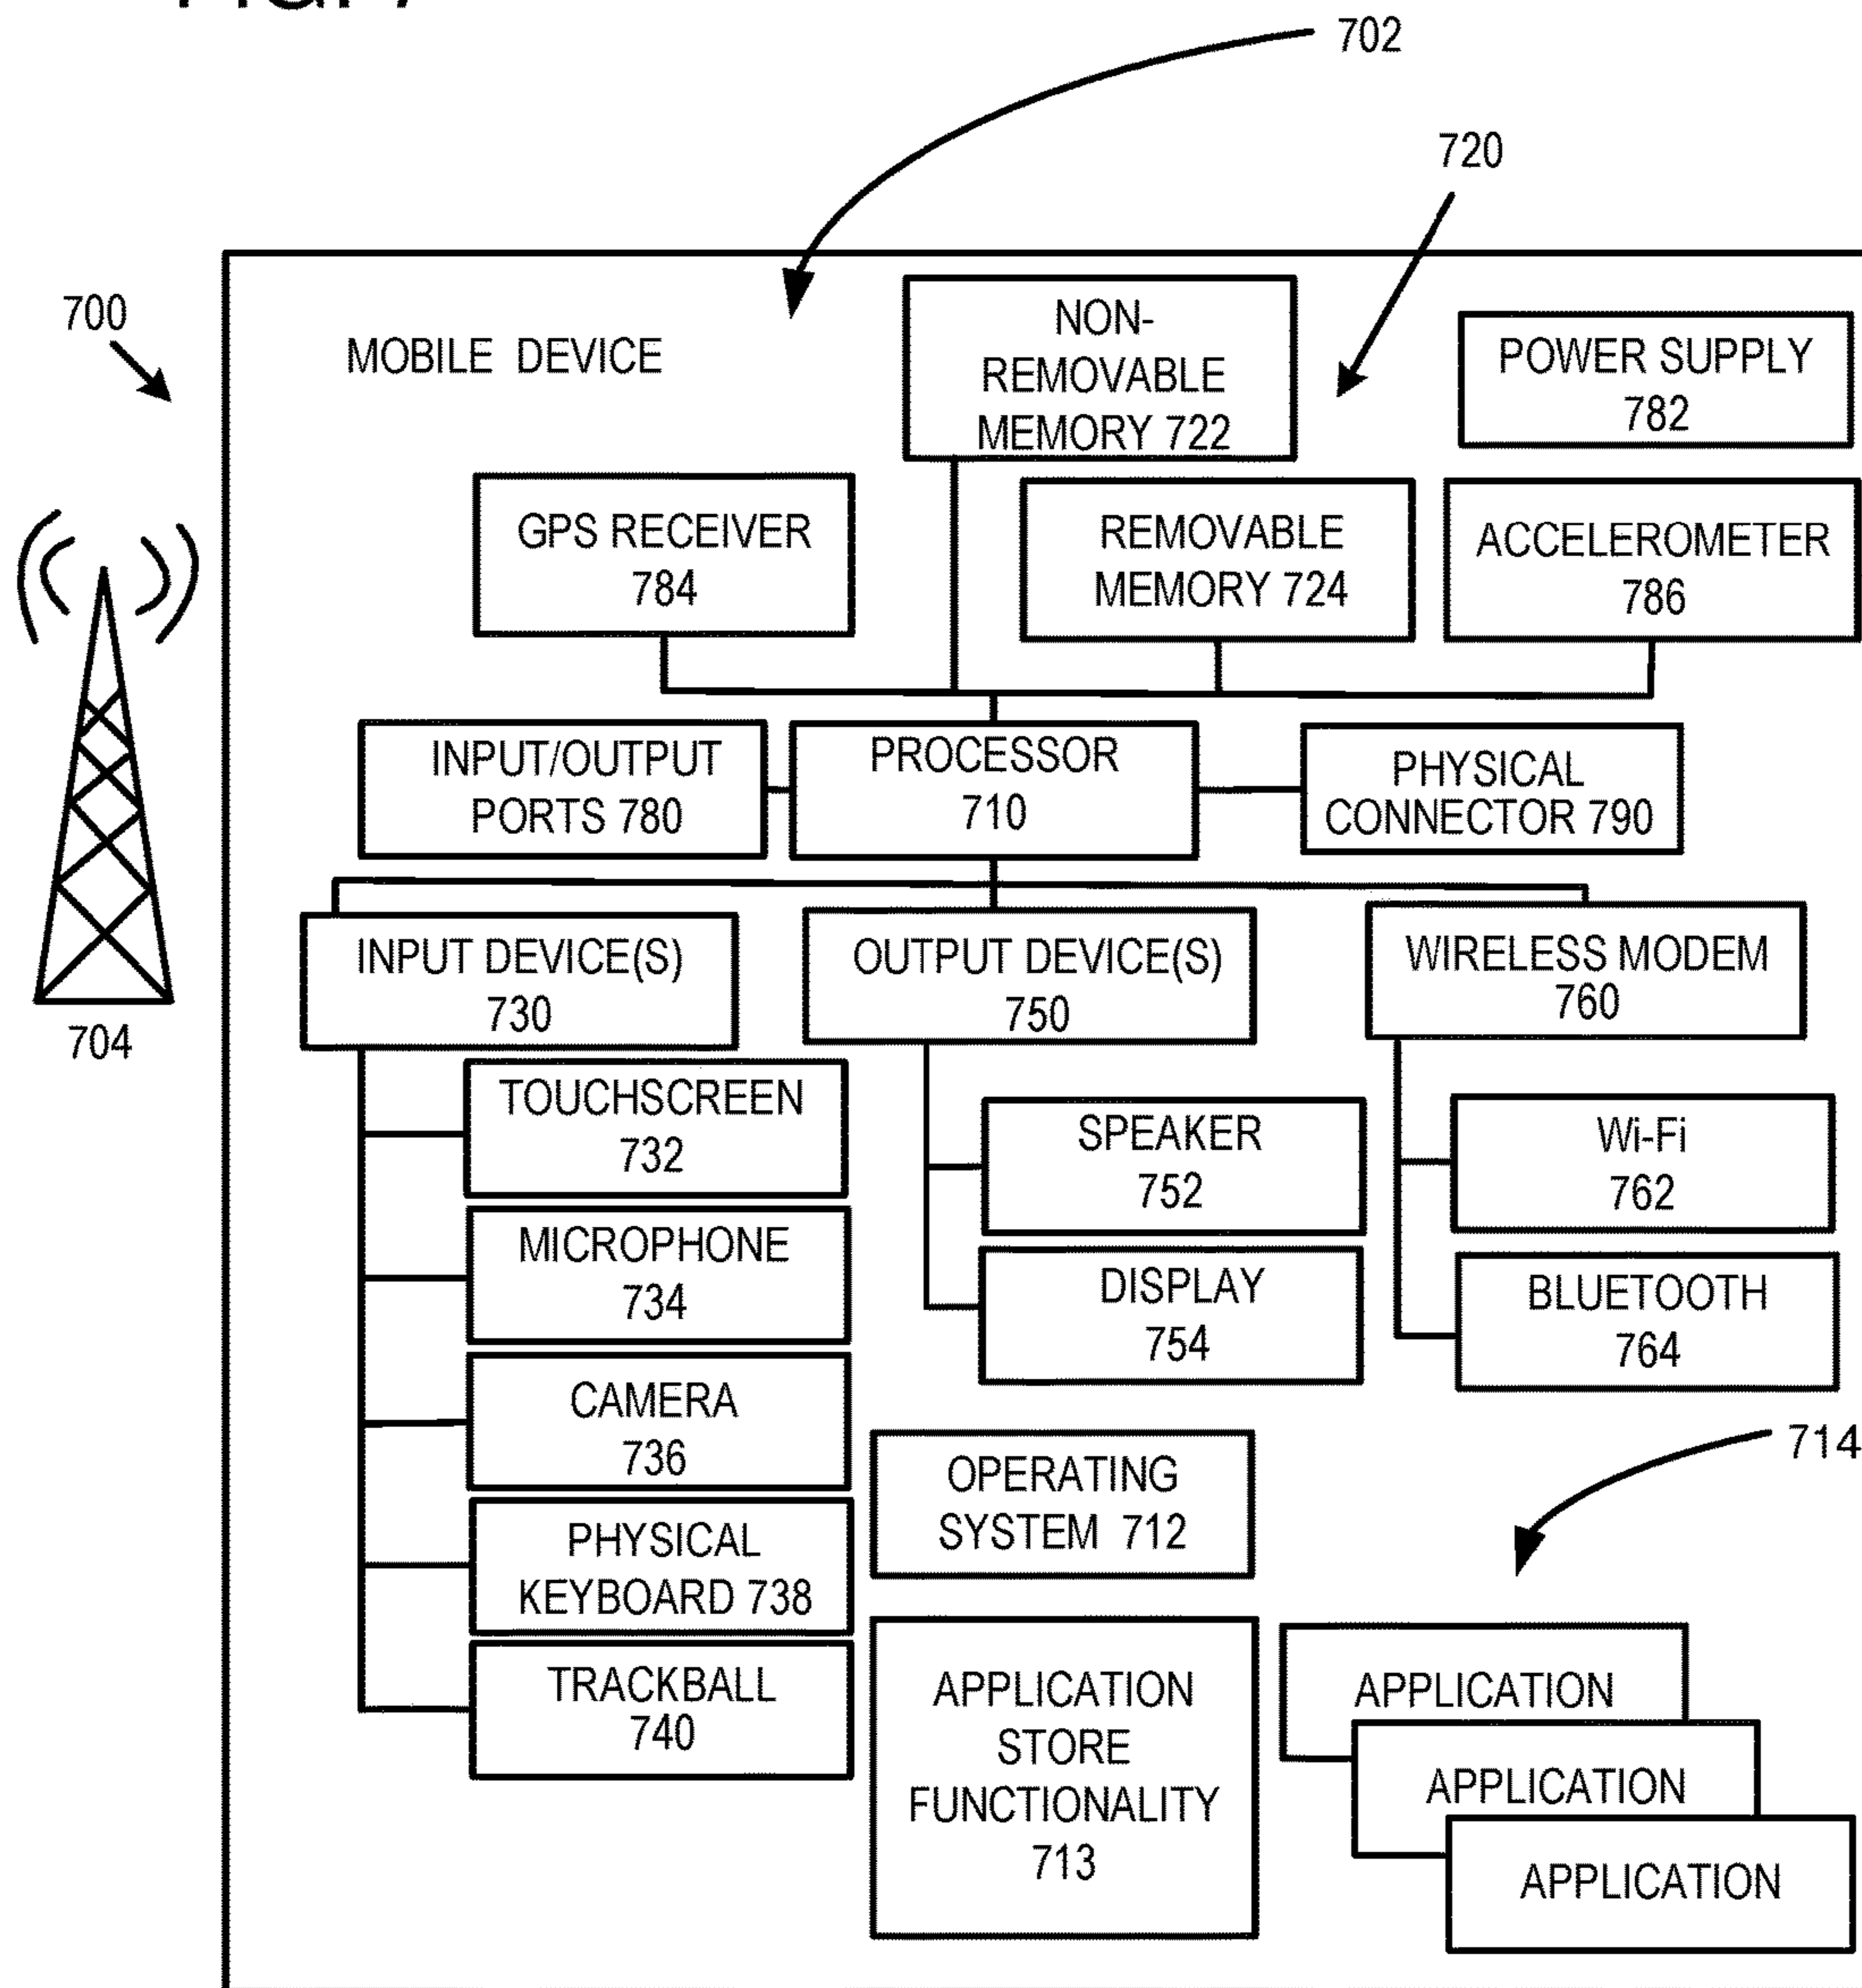 FIG. 7
702
720
700
MOBILE DEVICE
NON-
REMOVABLE
MEMORY 722
POWER SUPPLY
782
GPS RECEIVER
784
REMOVABLE
MEMORY 724
ACCELEROMETER
786
INPUT/OUTPUT
PORTS 780
PROCESSOR
710
PHYSICAL
CONNECTOR 790
704
INPUT DEVICE(S)
730
OUTPUT DEVICE(S)
750
WIRELESS MODEM
760
TOUCHSCREEN
732
MICROPHONE
734
CAMERA
736
PHYSICAL
KEYBOARD 738
TRACKBALL
740
SPEAKER
752
DISPLAY
754
Wi-Fi
762
BLUETOOTH
764
OPERATING
SYSTEM 712
714
APPLICATION
STORE
FUNCTIONALITY
713
APPLICATION
APPLICATION
APPLICATION